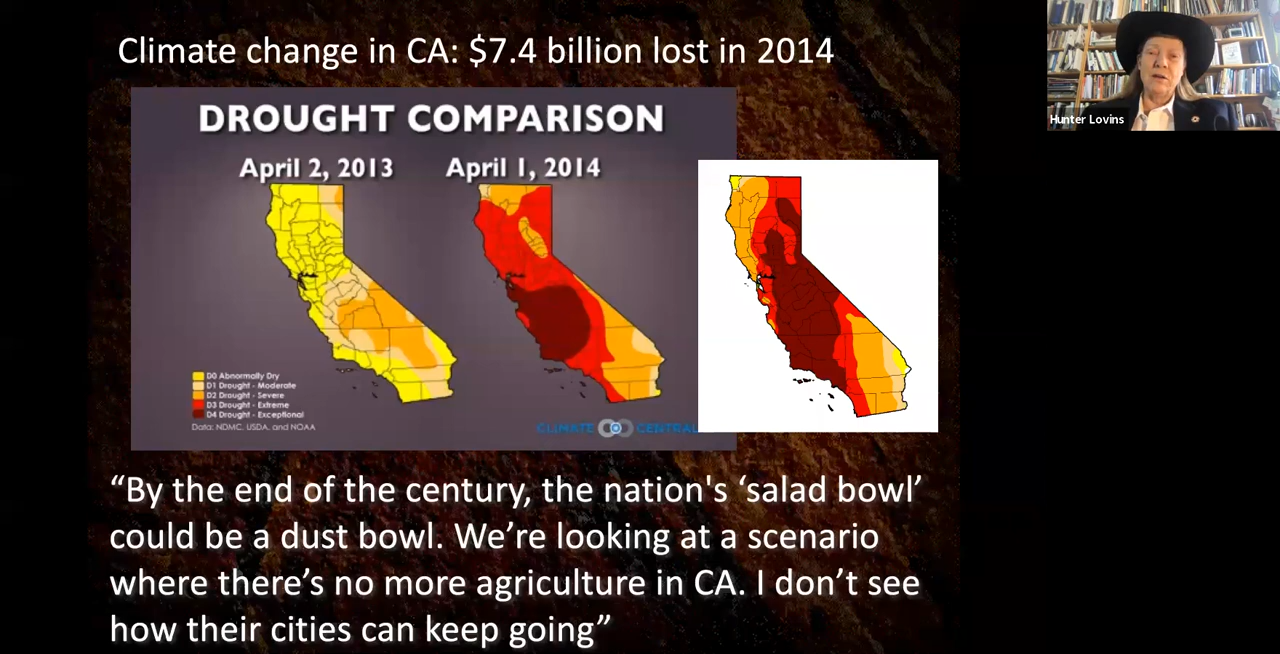 Climate change in CA: $7.4 billion lost in 2014
Hunter Lovins
DROUGHT COMPARISON
April 2, 2013
April 1, 2014
D0 Abnormally Dry
D1 Drought - Moderate
D2 Drought - Severe
D3 Drought - Extreme
D4 Drought - Exceptional
Data: NDMC, USDA, and NOAA
CLIMATE CENTRAL
“By the end of the century, the nation's ‘salad bowl’
could be a dust bowl. We’re looking at a scenario
where there’s no more agriculture in CA. I don’t see
how their cities can keep going”